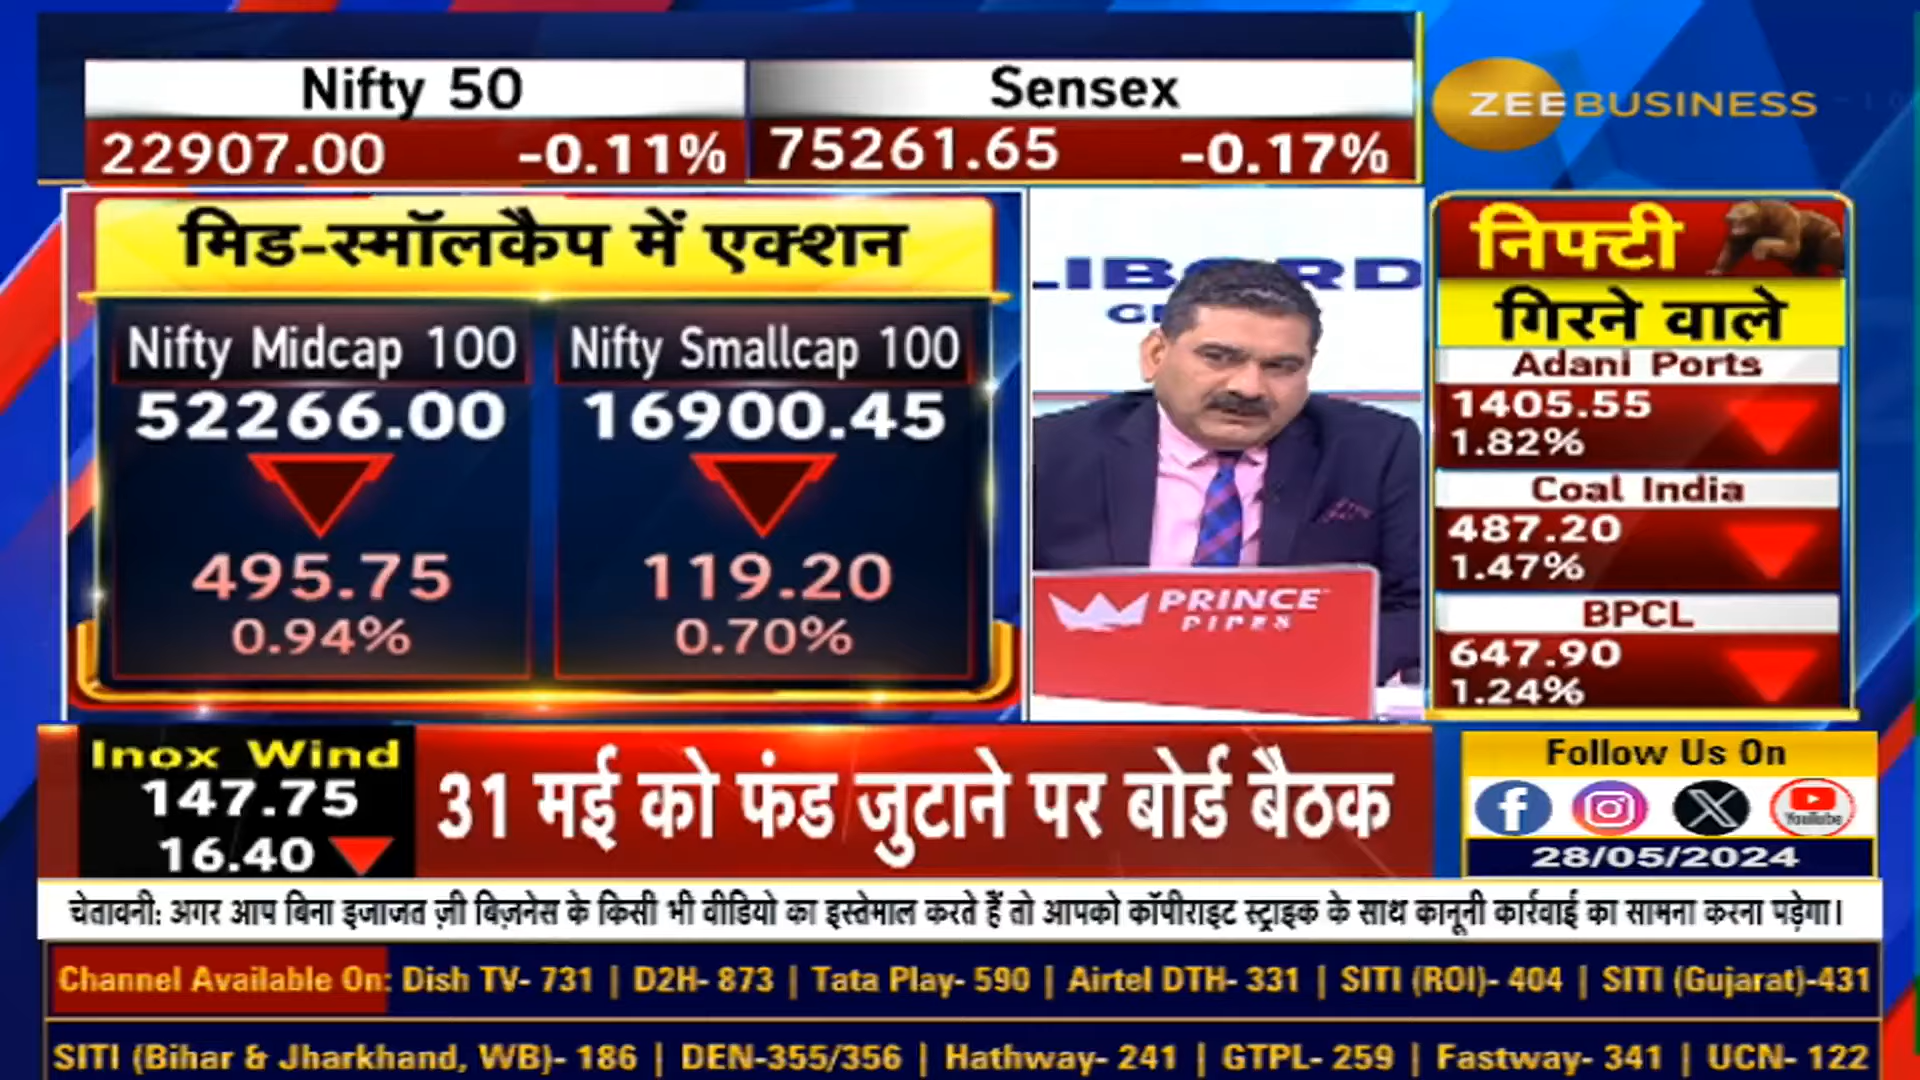 Nifty 50
22907.00 -0.11%
Sensex
75261.65 -0.17%
ZEEBUSINESS
मिड-स्मॉलकैप में एक्शन
Nifty Midcap 100
52266.00
495.75
0.94%
Nifty Smallcap 100
16900.45
119.20
0.70%
PRINCE
PIPES
निफ्टी
गिरने वाले
Adani Ports
1405.55
1.82%
Coal India
487.20
1.47%
BPCL
647.90
1.24%
Inox Wind
147.75
16.40
31 मई को फंड जुटाने पर बोर्ड बैठक
Follow Us On
YouTube
28/05/2024
चेतावनी: अगर आप बिना इजाजत ज़ी बिज़नेस के किसी भी वीडियो का इस्तेमाल करते हैं तो आपको कॉपीराइट स्ट्राइक के साथ कानूनी कार्रवाई का सामना करना पड़ेगा।
Channel Available On: Dish TV- 731 | D2H- 873 | Tata Play- 590 | Airtel DTH- 331 | SITI (ROI)- 404 | SITI (Gujarat)-431
SITI (Bihar & Jharkhand, WB)- 186 | DEN-355/356 | Hathway- 241 | GTPL- 259 | Fastway- 341 | UCN- 122